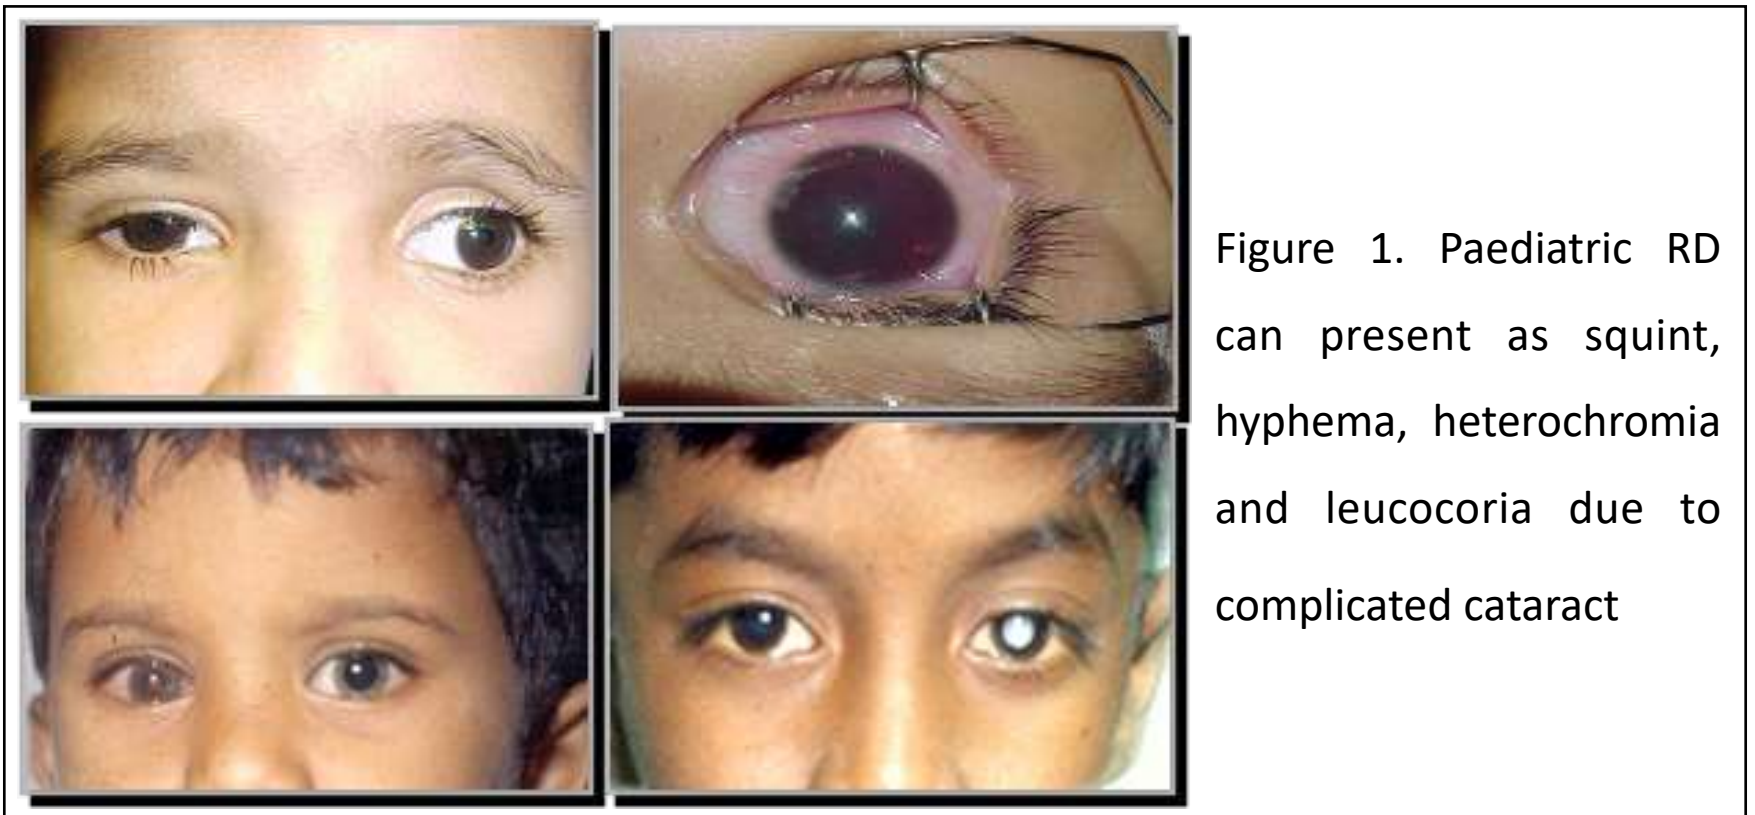 Figure 1. Paediatric RD
can present as squint,
hyphema, heterochromia
and leucocoria due to
complicated cataract